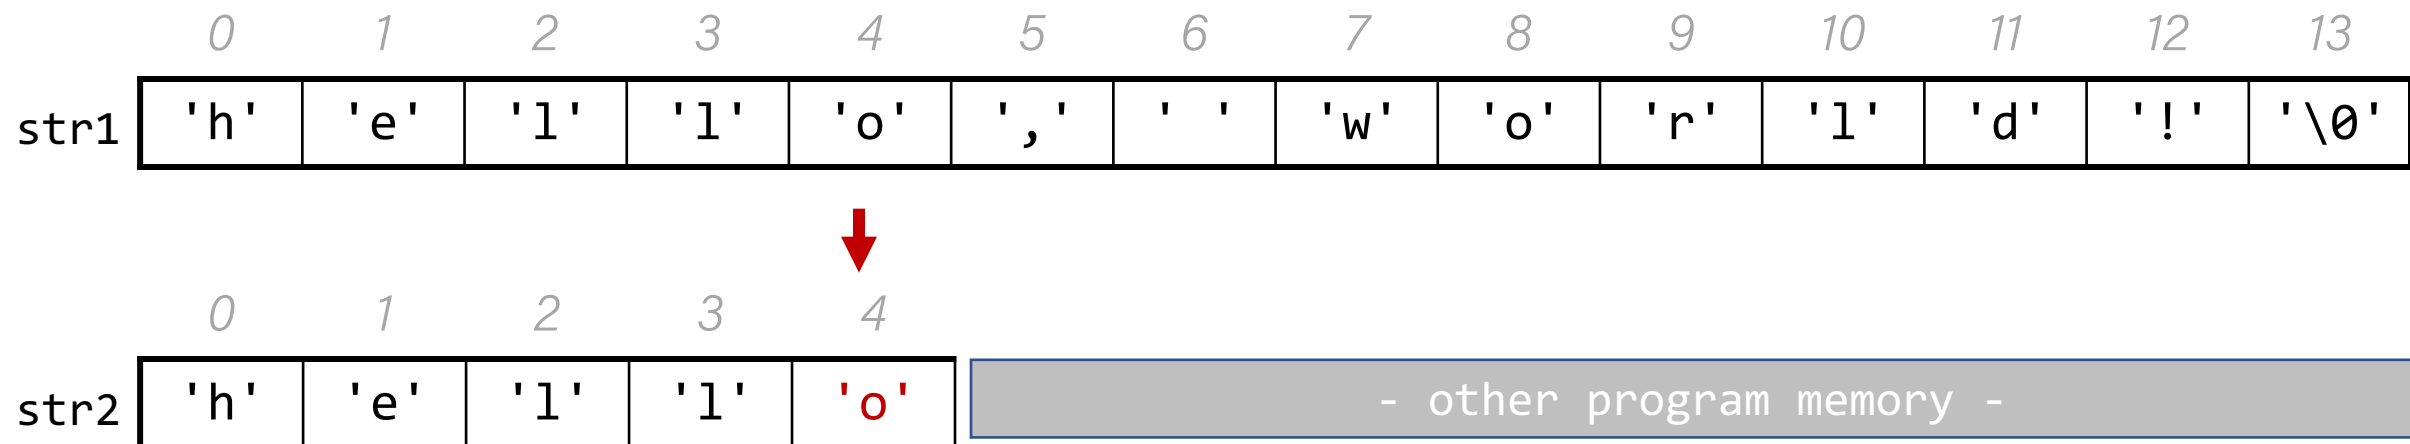 0 1 2 3 4 5 6 7 8 9 10 11 12 13
str1 'h' 'e' 'l' 'l' 'o' ',' ' ' 'w' 'o' 'r' 'l' 'd' '!' '\0'
0 1 2 3 4
str2 'h' 'e' 'l' 'l' 'o' - other program memory -